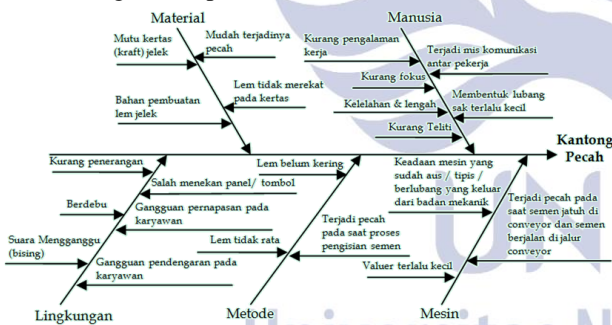 Material
Manusia
Mutu kertas
(kraft) jelek
Mudah terjadinya
pecah
Bahan pembuatan
lem jelek
Lem tidak merekat
pada kertas
Kurang pengalaman
kerja
Terjadi mis komunikasi
antar pekerja
Kurang fokus
Kelelahan & lengah
Membentuk lubang
sak terlalu kecil
Kurang Teliti
Kantong
Pecah
Kurang penerangan
Salah menekan panel/ tombol
Berdebu
Gangguan pernapasan pada
karyawan
Suara Mengganggu
(bising)
Gangguan pendengaran pada
karyawan
Lem belum kering
Terjadi pecah
pada saat proses
pengisian semen
Lem tidak rata
Keadaan mesin yang
sudah aus / tipis /
berlubang yang keluar
dari badan mekanik
Terjadi pecah pada
saat semen jatuh di
conveyor dan semen
berjalan di jalur
conveyor
Valuer terlalu kecil
Lingkungan
Metode
Mesin
UN